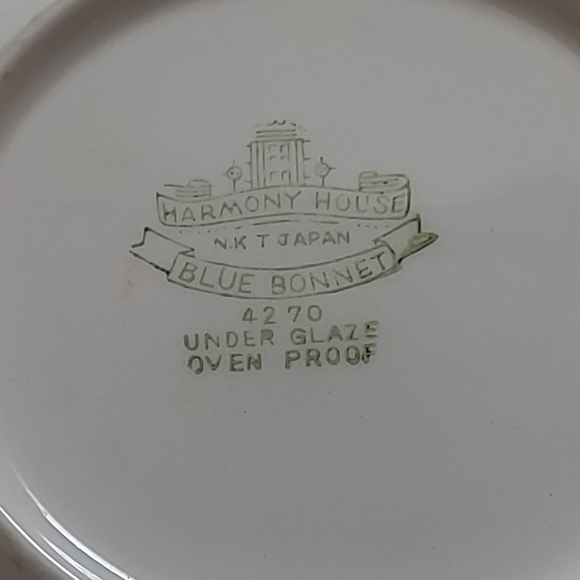 HARMONY HOUSE
N.K T JAPAN
BLUE BONNET
4270
UNDER GLAZE
OVEN PROOF